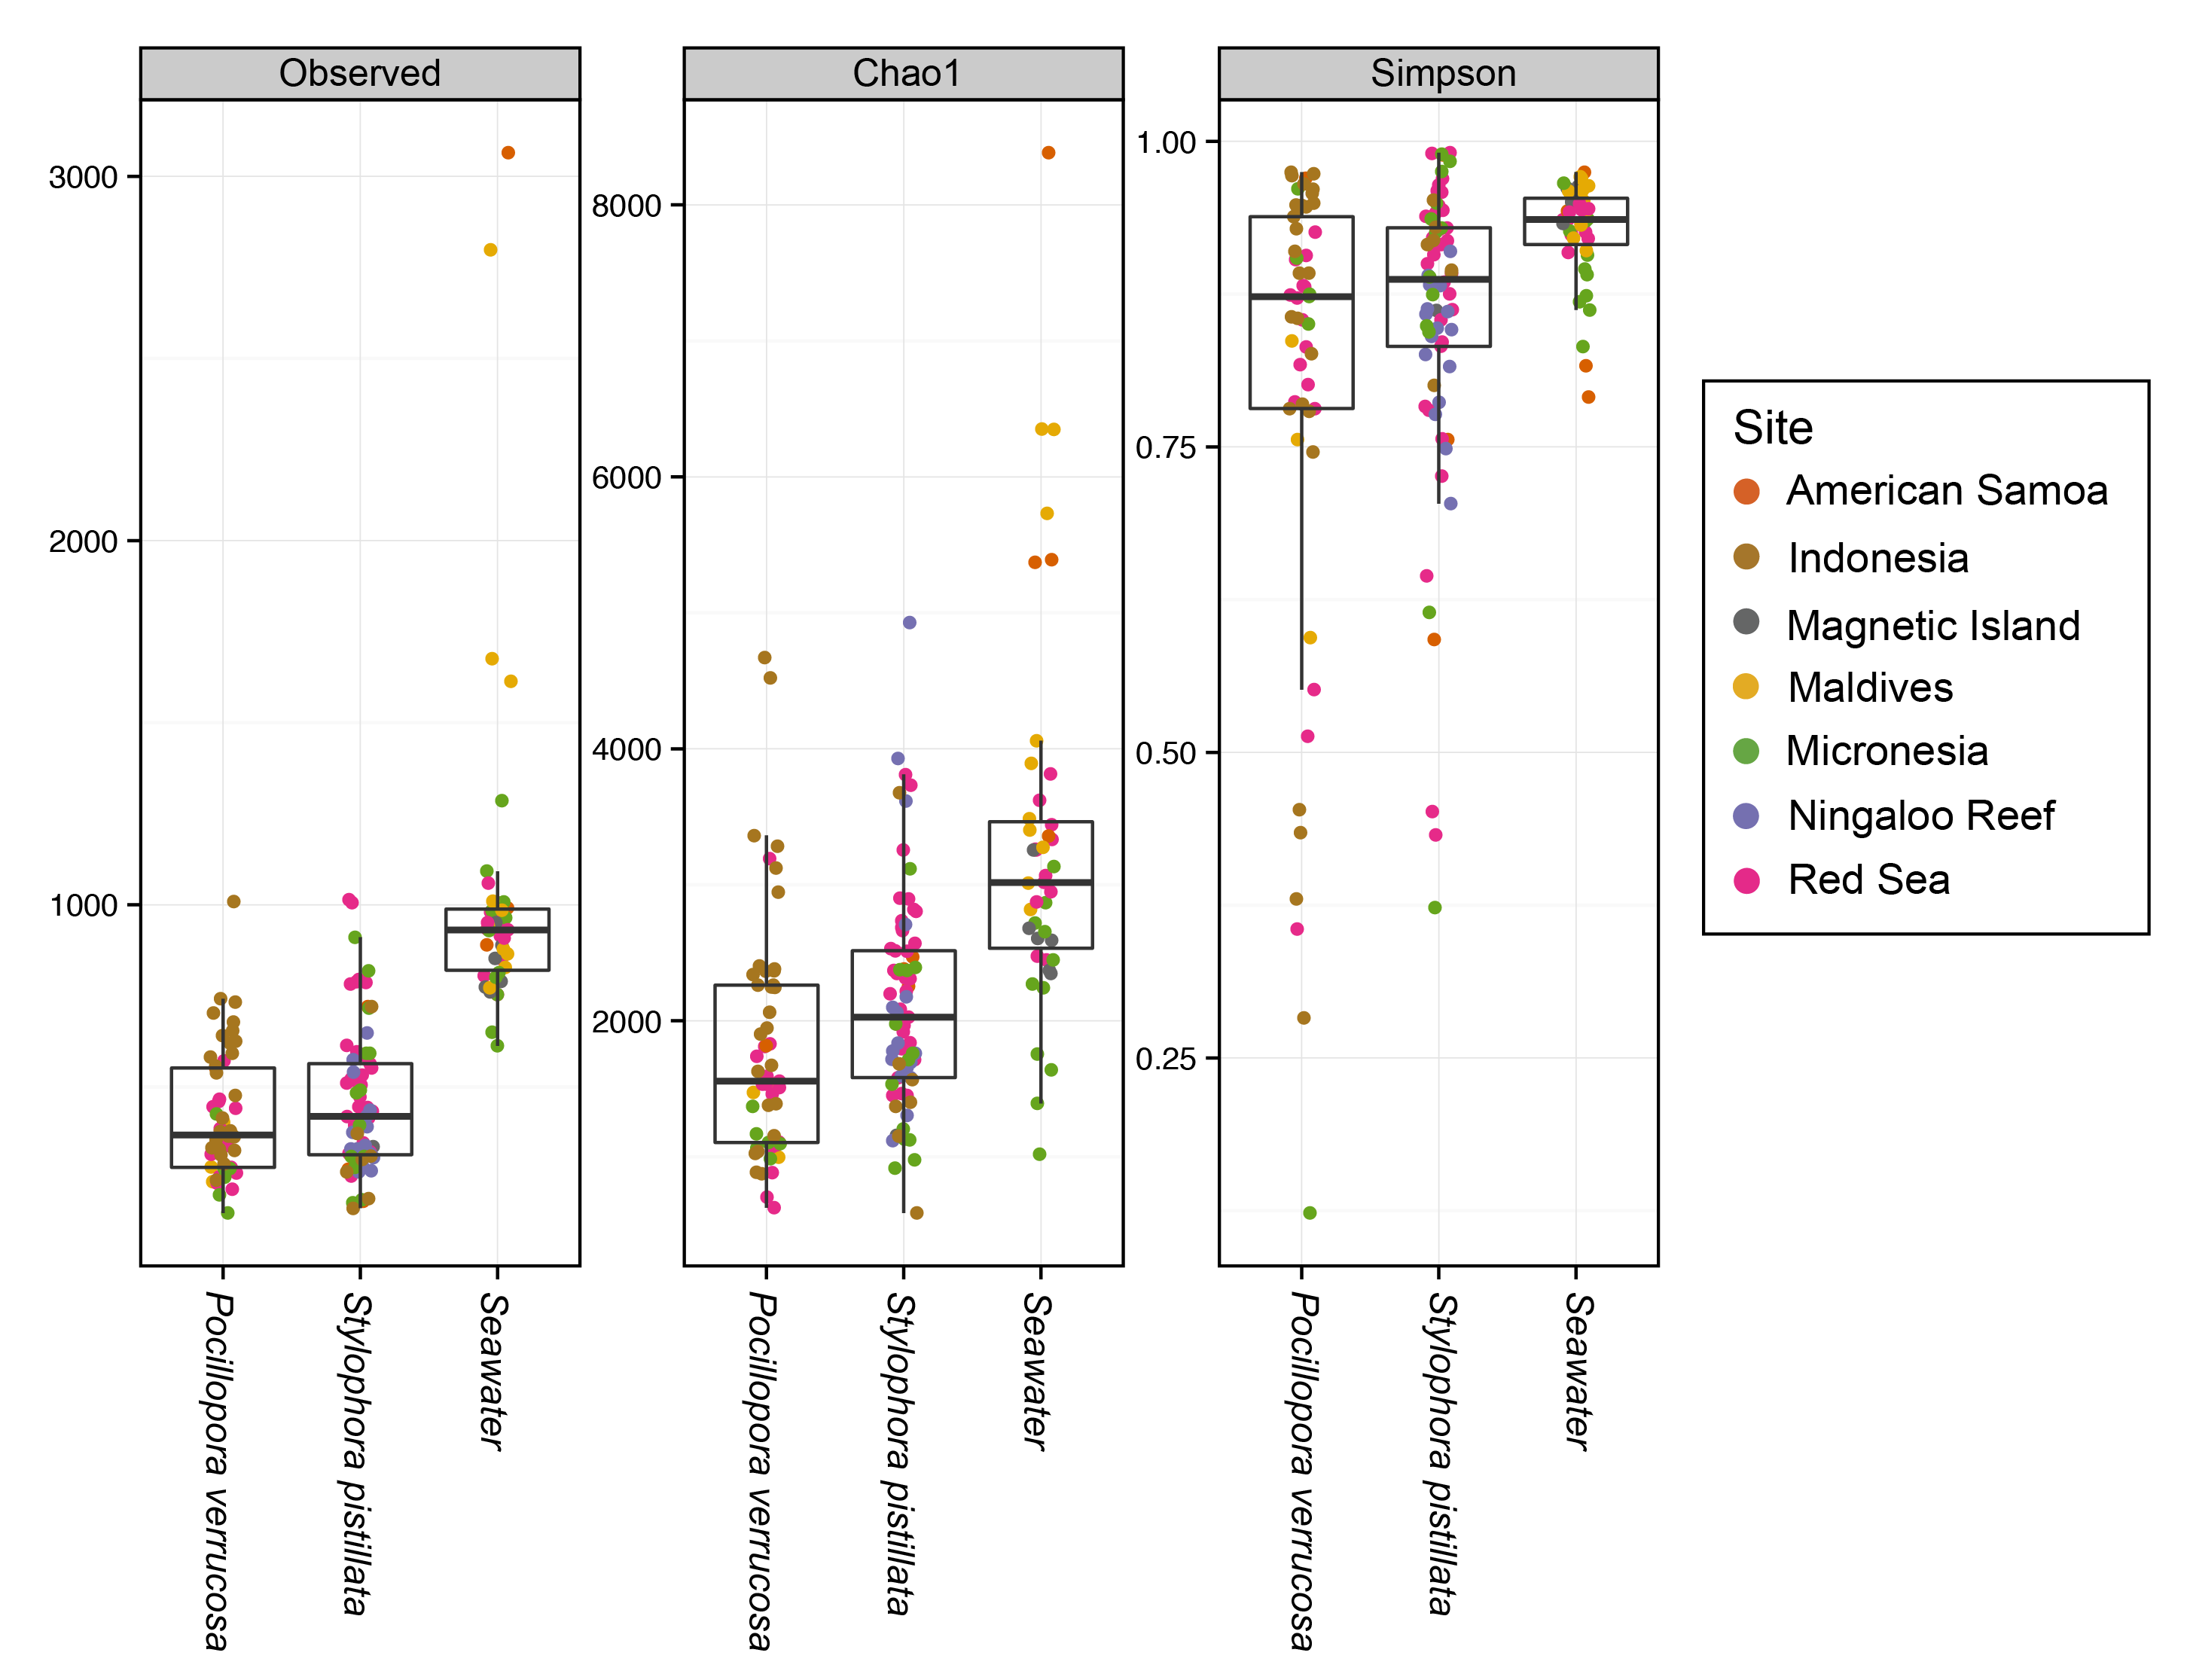 Observed
Chao1
Simpson
3000
2000
1000
8000
6000
4000
2000
1.00
0.75
0.50
0.25
Pocillopora verrucosa
Stylophora pistillata
Seawater
Pocillopora verrucosa
Stylophora pistillata
Seawater
Pocillopora verrucosa
Stylophora pistillata
Seawater
Site
American Samoa
Indonesia
Magnetic Island
Maldives
Micronesia
Ningaloo Reef
Red Sea